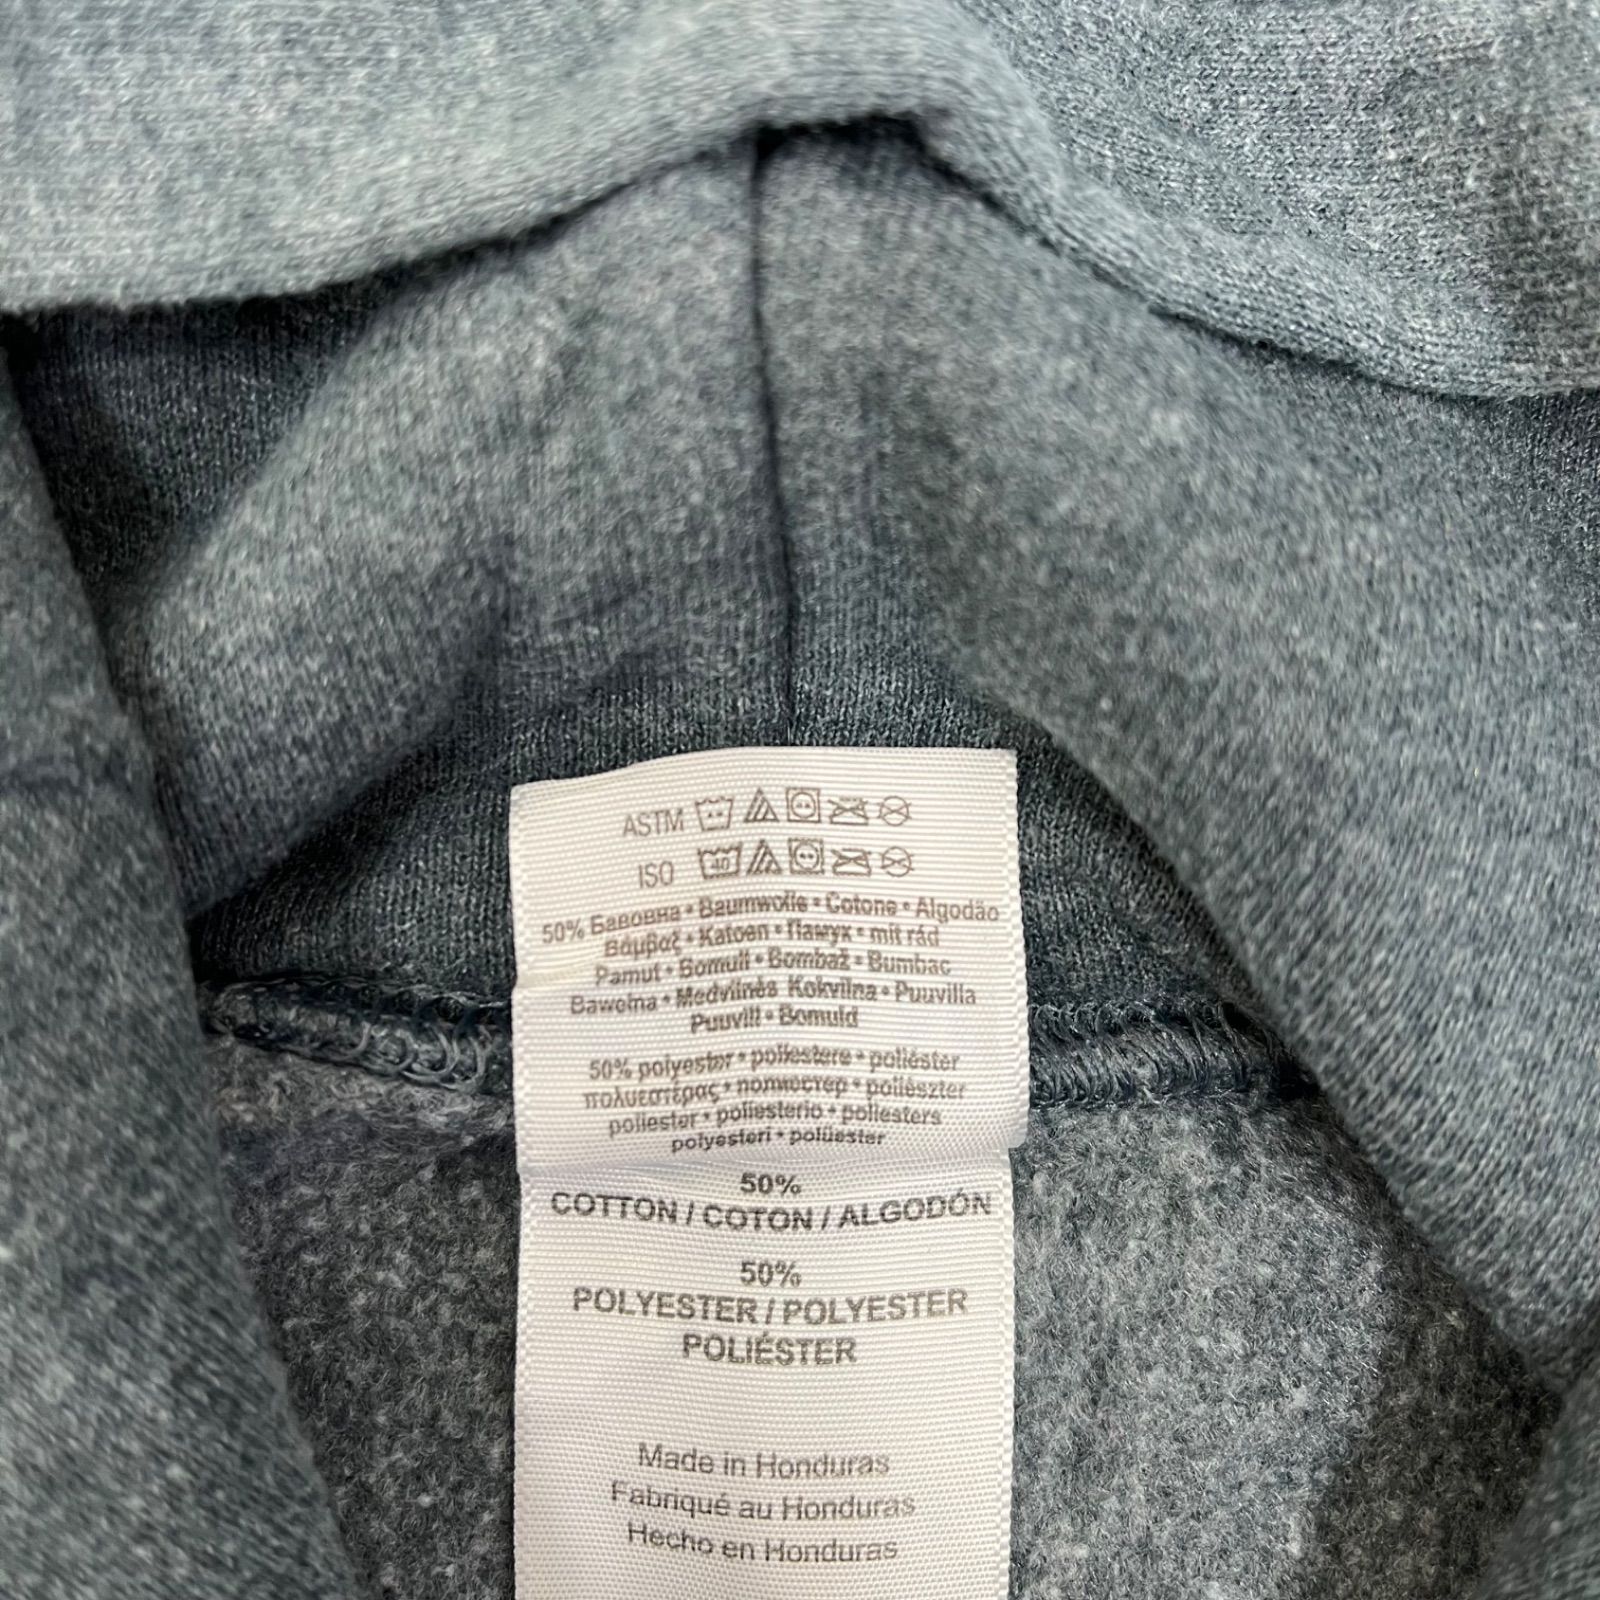 ASTM
ISO 40
50% Бавовна • Baumwolle • Cotone • Algodão
Βάμβαξ • Katoen • Памук • mit rád
Pamut • Bomull • Bombaž • Bumbac
Bawełna • Medvilnės Kokvilna • Puuvilla
Puuvill • Bomuld
50% polyester • poliestere • poliéster
πολυεστέρας • полиестер • poliészter
poliester • poliesterio • poliesters
polyesteri • polüester
50%
COTTON / COTON / ALGODÓN
50%
POLYESTER / POLYESTER
POLIÉSTER
Made in Honduras
Fabriqué au Honduras
Hecho en Honduras